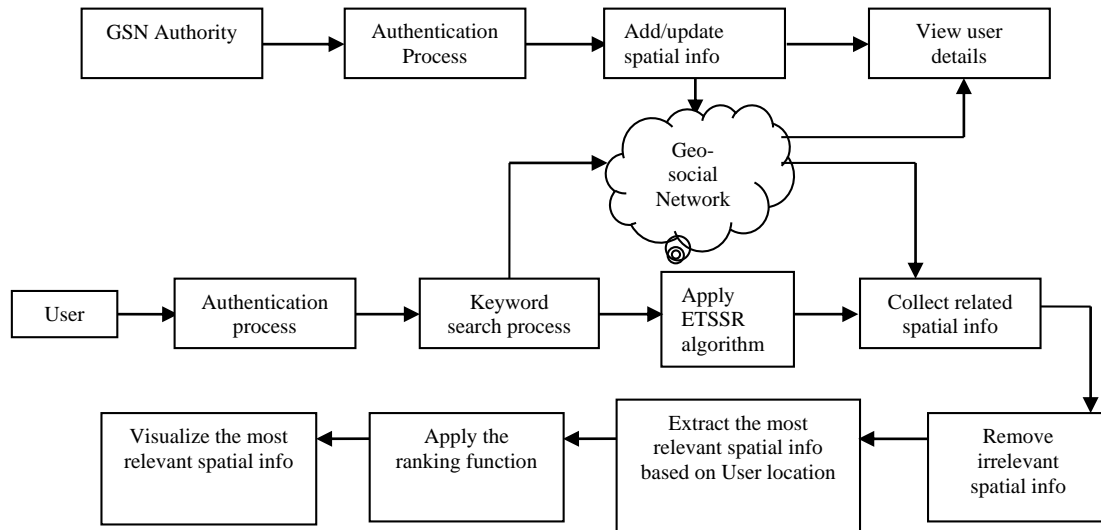 GSN Authority
Authentication
Process
Add/update
spatial info
View user
details
Geo-
social
Network
User
Authentication
process
Keyword
search process
Apply
ETSSR
algorithm
Collect related
spatial info
Visualize the most
relevant spatial info
Apply the
ranking function
Extract the most
relevant spatial info
based on User location
Remove
irrelevant
spatial info